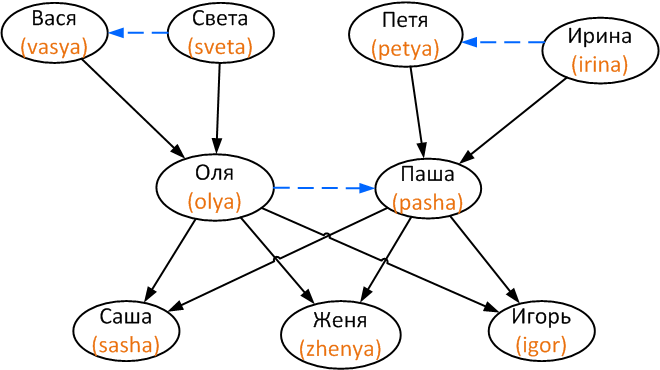 Вася
(vasya)
Света
(sveta)
Петя
(petya)
Ирина
(irina)
Оля
(olya)
Паша
(pasha)
Саша
(sasha)
Женя
(zhenya)
Игорь
(igor)